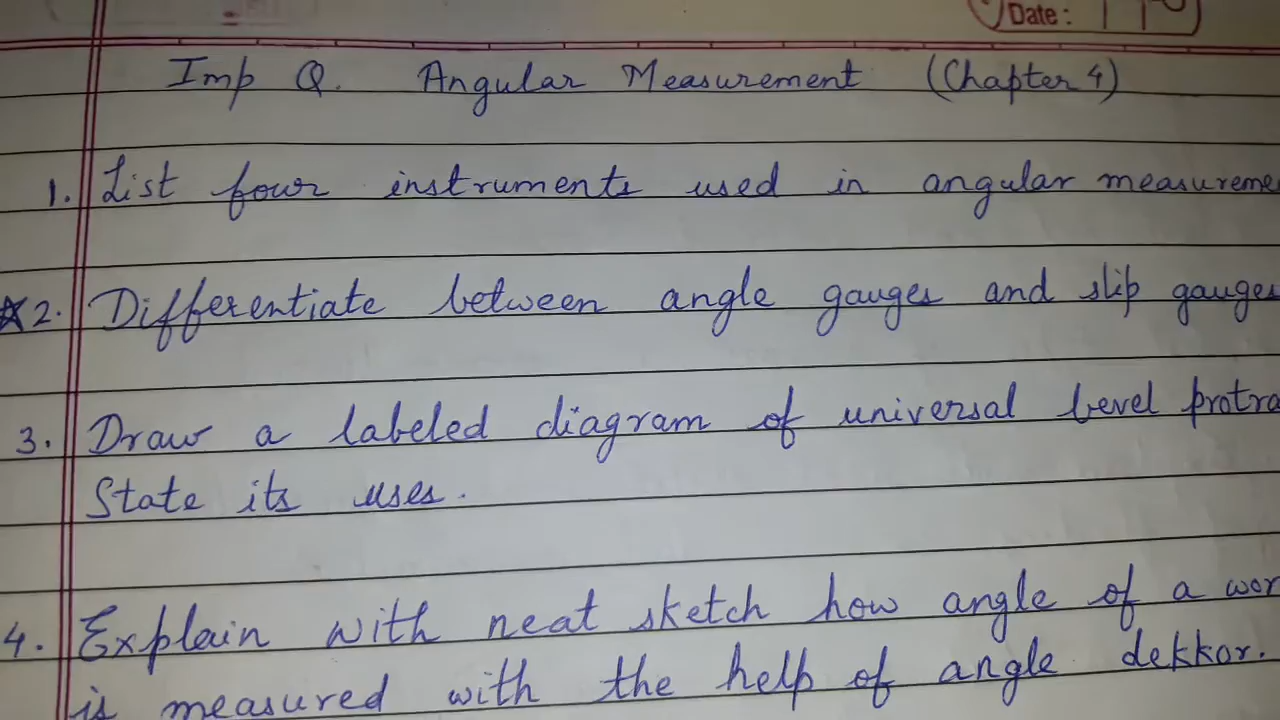 Date:
Imp Q. Angular Measurement (Chapter 4)
1. List four instruments used in angular measureme
*2. Differentiate between angle gauges and slip gauges
3. Draw a labeled diagram of universal bevel protra
State its uses.
4. Explain with neat sketch how angle of a wor
is measured with the help of angle dekkor.